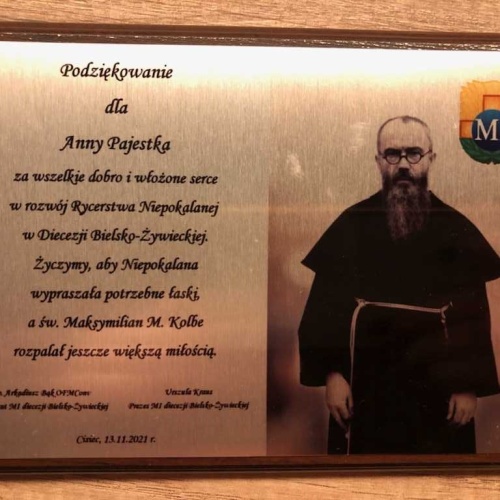 Podziękowanie
dla
Anny Pajestka
za wszelkie dobro i włożone serce
w rozwój Rycerstwa Niepokalanej
w Diecezji Bielsko-Żywieckiej.
Życzymy, aby Niepokalana
wypraszała potrzebne łaski,
a św. Maksymilian M. Kolbe
rozpalał jeszcze większą miłością.
Arkadiusz Bąk OFMConv
MI diecezji Bielsko-Żywieckiej
Urszula
Prezes MI diecezji Bielsko-Żywieckiej
Cisiec, 13.11.2021 r.
M